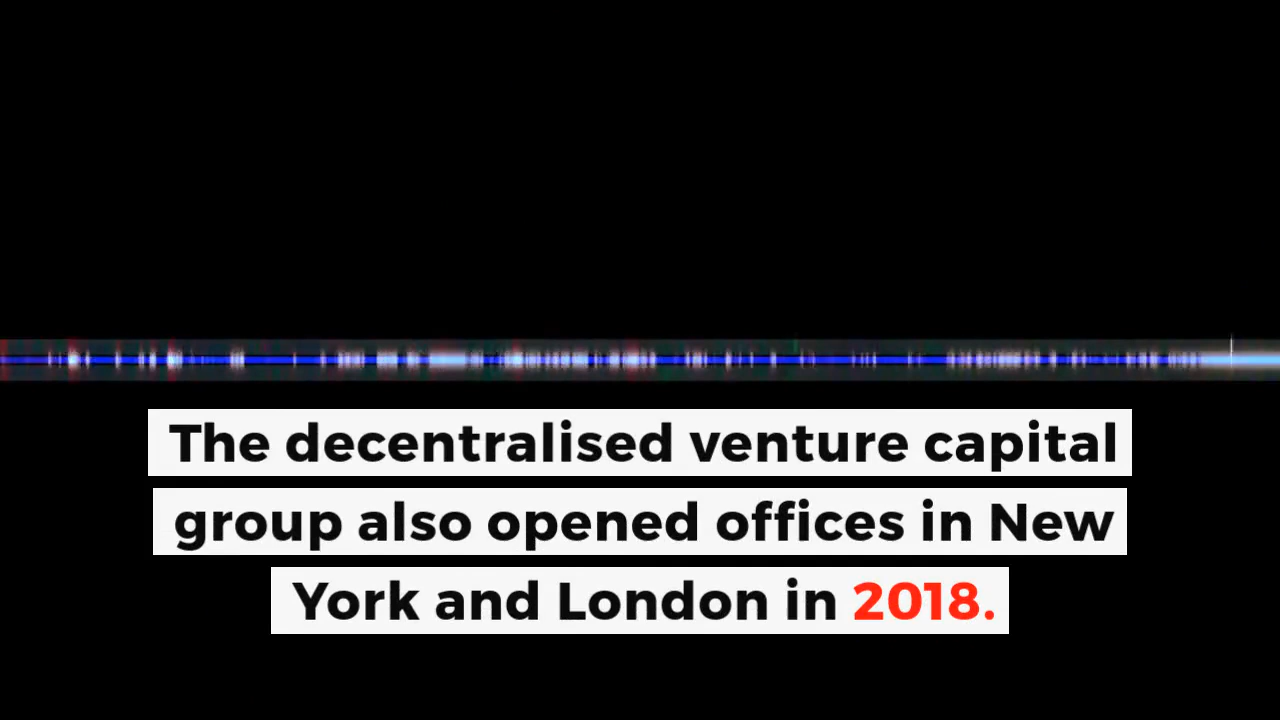 The decentralised venture capital
group also opened offices in New
York and London in 2018.